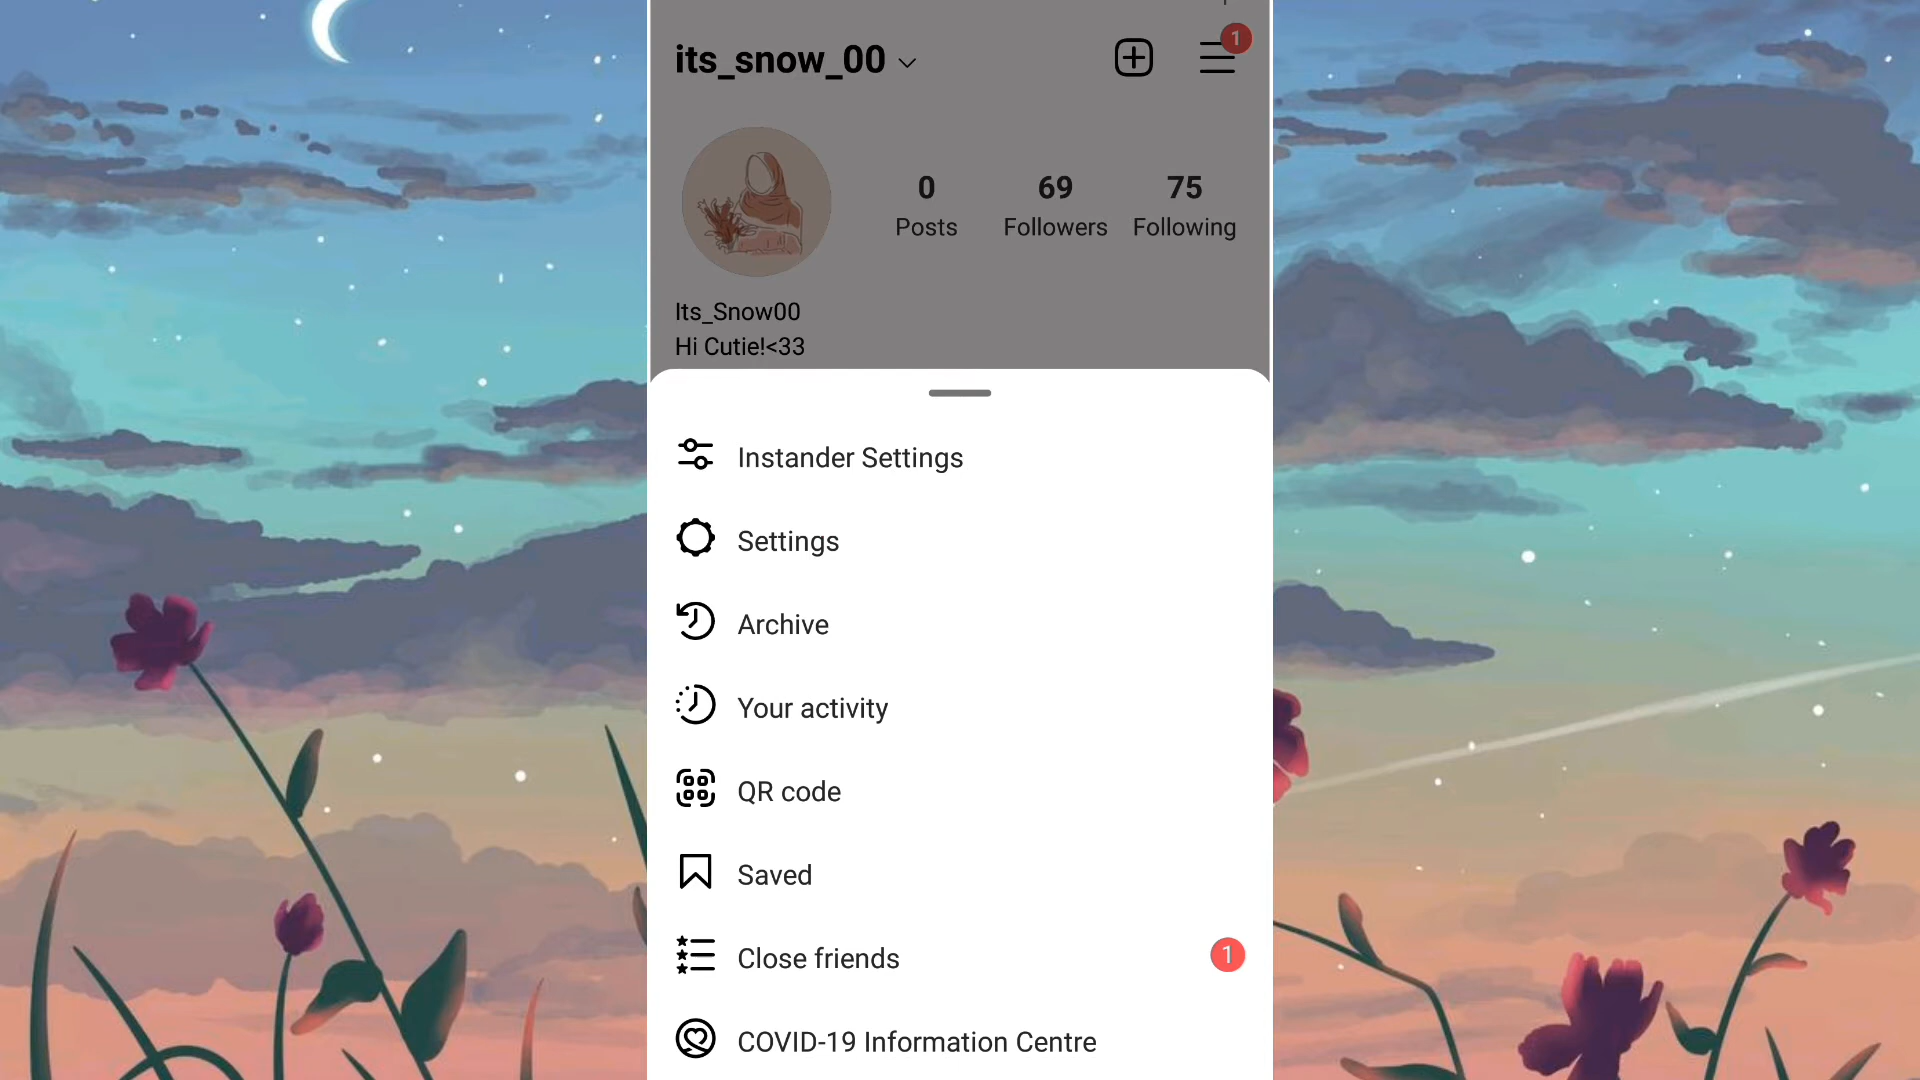 its_snow_00
1
0 69 75
Posts Followers Following
Its_Snow00
Hi Cutie!<33
Instander Settings
Settings
Archive
Your activity
QR code
Saved
Close friends 1
COVID-19 Information Centre